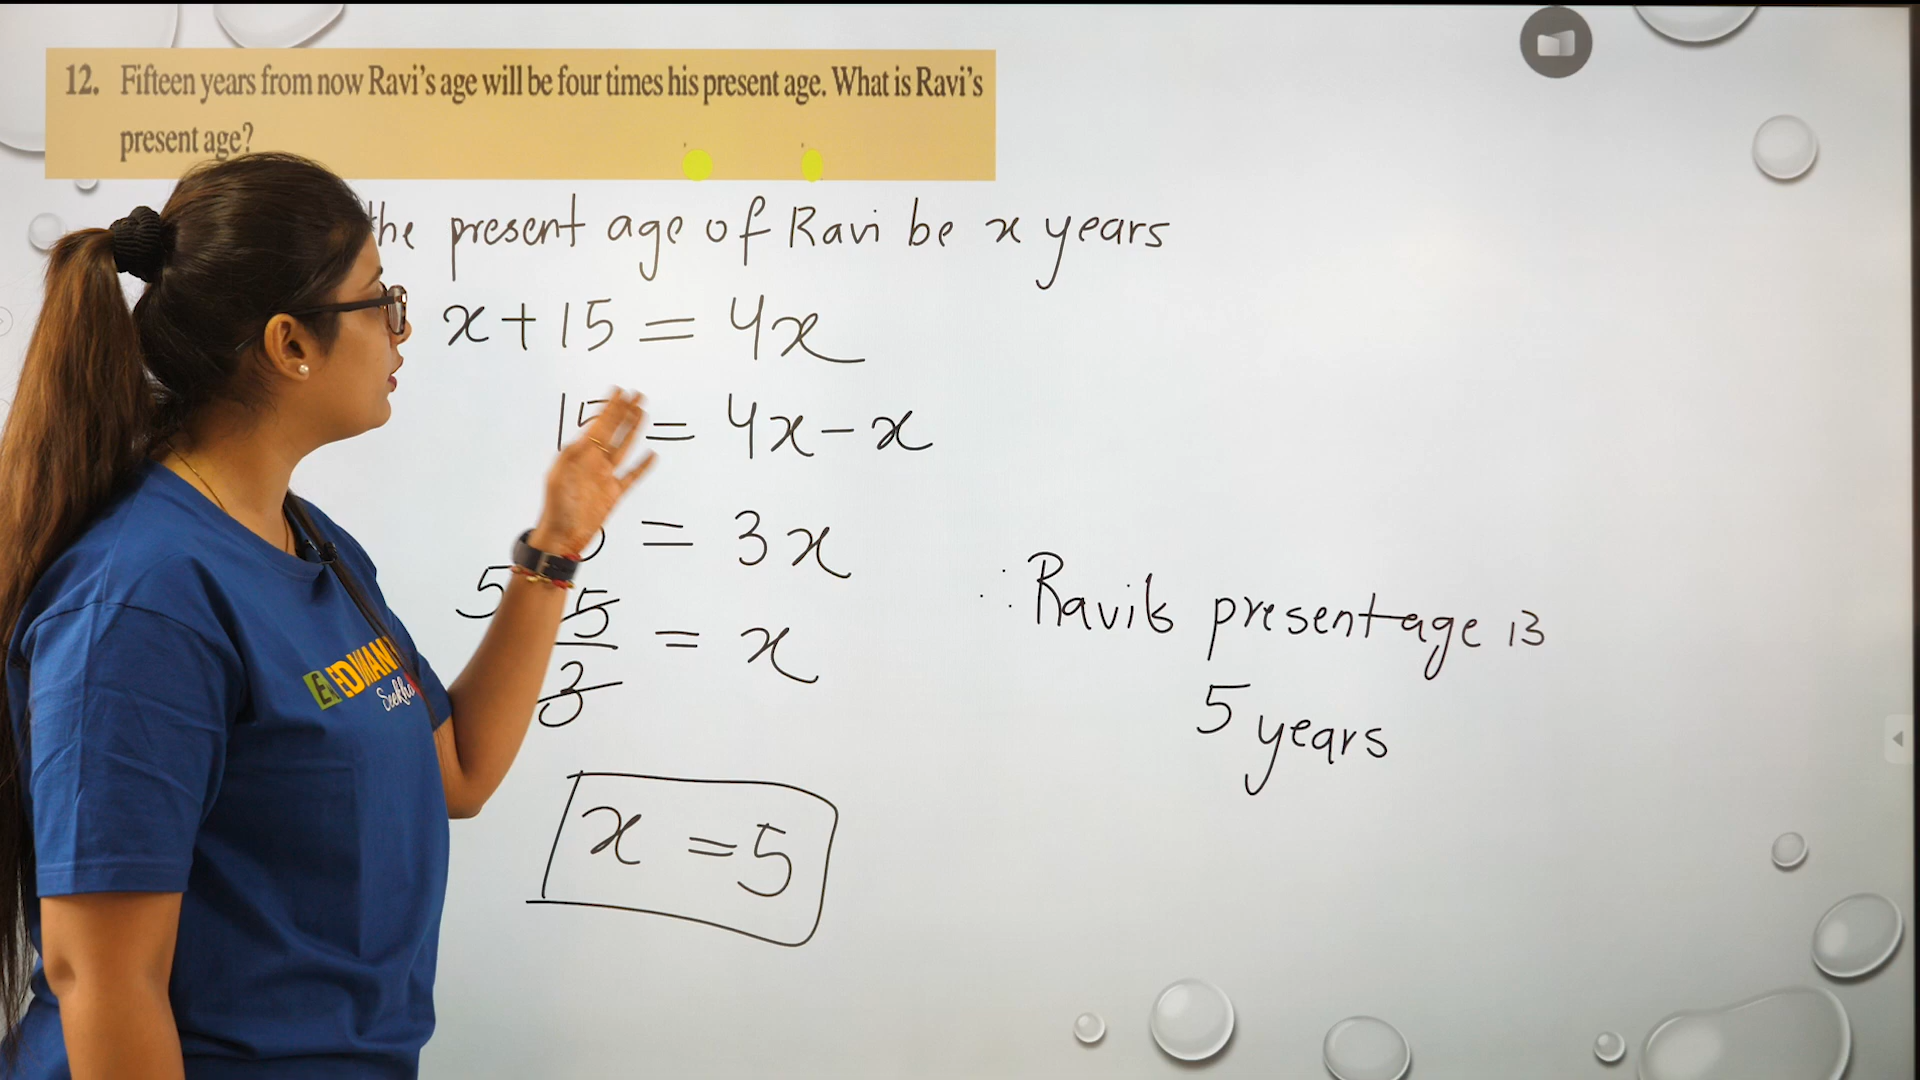 12. Fifteen years from now Ravi's age will be four times his present age. What is Ravi's
present age?
the present age of Ravi be x years
x + 15 = 4x
15 = 4x - x
= 3x
5
= x
3
x = 5
∴ Ravi's present age is
5 years